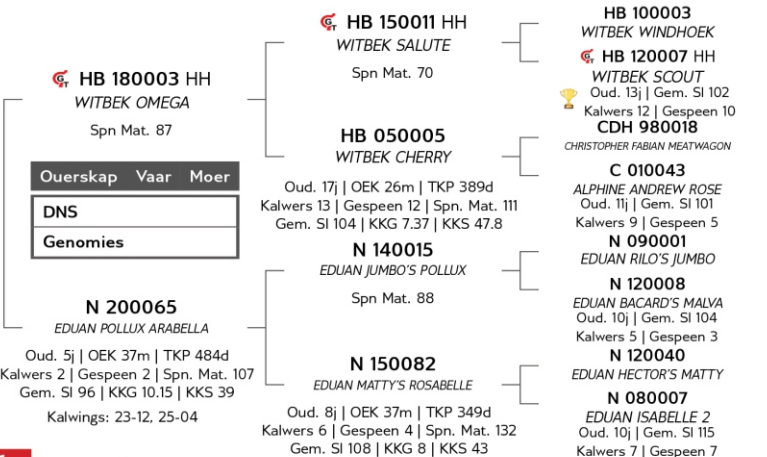 HB 180003 HH
WITBEK OMEGA
Spn Mat. 87
Ouerskap Vaar Moer
DNS
Genomies
N 200065
EDUAN POLLUX ARABELLA
Oud. 5j | OEK 37m | TKP 484d
Kalwers 2 | Gespeen 2 | Spn. Mat. 107
Gem. SI 96 | KKG 10.15 | KKS 39
Kalwings: 23-12, 25-04
GT HB 150011 HH
WITBEK SALUTE
Spn Mat. 70
HB 050005
WITBEK CHERRY
Oud. 17j | OEK 26m | TKP 389d
Kalwers 13 | Gespeen 12 | Spn. Mat. 111
Gem. SI 104 | KKG 7.37 | KKS 47.8
N 140015
EDUAN JUMBO'S POLLUX
Spn Mat. 88
N 150082
EDUAN MATTY'S ROSABELLE
Oud. 8j | OEK 37m | TKP 349d
Kalwers 6 | Gespeen 4 | Spn. Mat. 132
Gem. SI 108 | KKG 8 | KKS 43
HB 100003
WITBEK WINDHOEK
HB 120007 HH
WITBEK SCOUT
Oud. 13j | Gem. SI 102
Kalwers 12 | Gespeen 10
CDH 980018
CHRISTOPHER FABIAN MEATWAGON
C 010043
ALPHINE ANDREW ROSE
Oud. 11j | Gem. SI 101
Kalwers 9 | Gespeen 5
N 090001
EDUAN RILO'S JUMBO
N 120008
EDUAN BACARD'S MALVA
Oud. 10j | Gem. SI 104
Kalwers 5 | Gespeen 3
N 120040
EDUAN HECTOR'S MATTY
N 080007
EDUAN ISABELLE 2
Oud. 10j | Gem. SI 115
Kalwers 7 | Gespeen 7